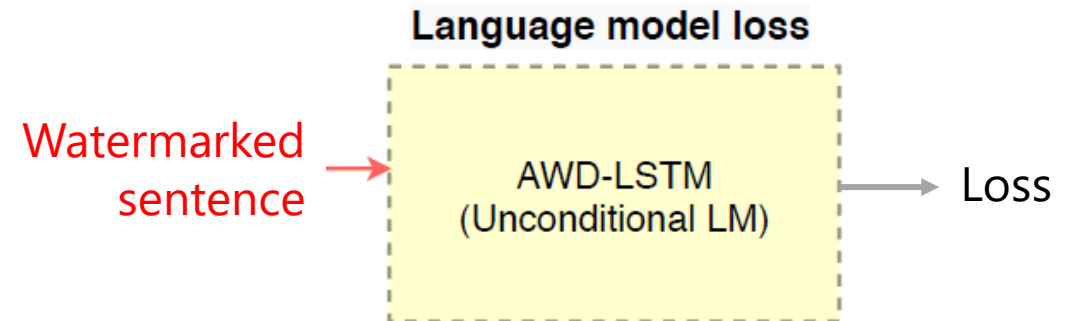 Language model loss
Watermarked
sentence
AWD-LSTM
(Unconditional LM)
Loss